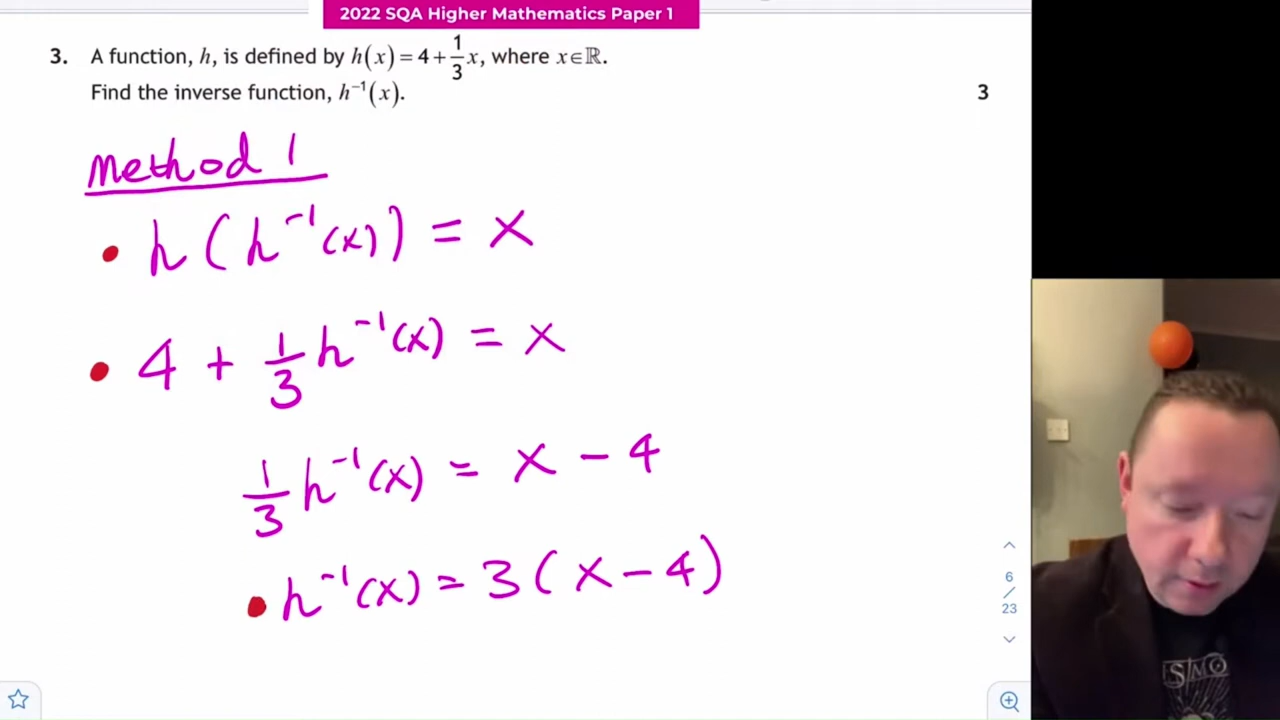 2022 SQA Higher Mathematics Paper 1
3. A function, h, is defined by h(x) = 4 + 1/3 x, where x∈ℝ.
Find the inverse function, h⁻¹(x).
3
Method 1
• h(h⁻¹(x)) = x
• 4 + 1/3 h⁻¹(x) = x
1/3 h⁻¹(x) = x - 4
• h⁻¹(x) = 3(x - 4)
6
/
23